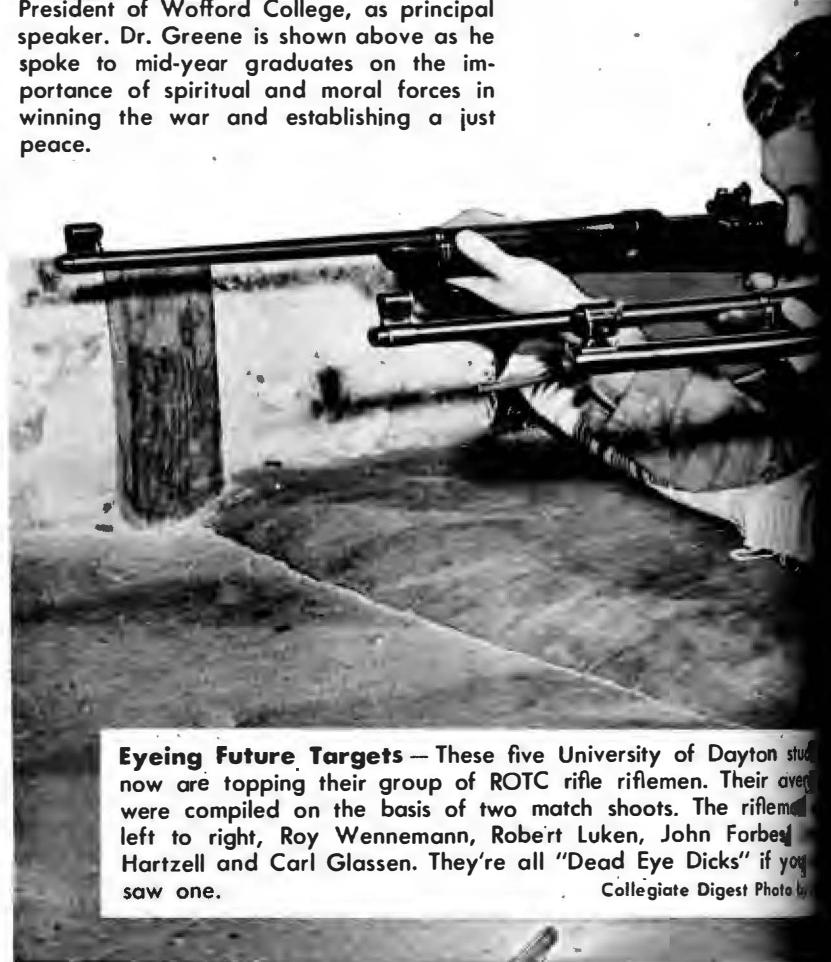 President of Wofford College, as principal
speaker. Dr. Greene is shown above as he
spoke to mid-year graduates on the im-
portance of spiritual and moral forces in
winning the war and establishing a just
peace.
Eyeing Future Targets — These five University of Dayton
now are topping their group of ROTC rifle riflemen. Their
were compiled on the basis of two match shoots. The
left to right, Roy Wennemann, Robert Luken, John Forbes
Hartzell and Carl Glassen. They're all "Dead Eye Dicks" if you
saw one.
Collegiate Digest Photo